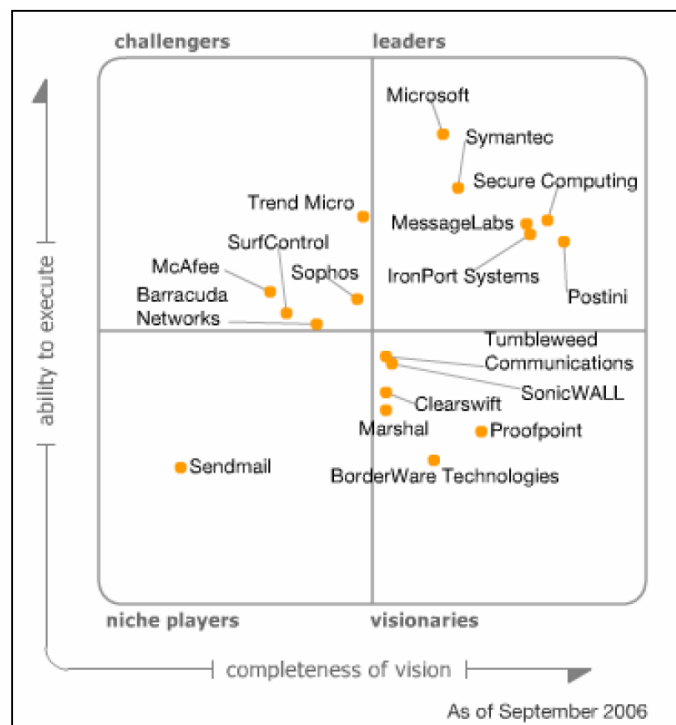 challengers
leaders
Microsoft
Symantec
Secure Computing
Trend Micro
MessageLabs
SurfControl
McAfee
Sophos
IronPort Systems
Barracuda
Networks
Postini
ability to execute
Tumbleweed
Communications
SonicWALL
Clearswift
Marshal
Proofpoint
Sendmail
BorderWare Technologies
niche players
visionaries
completeness of vision
As of September 2006